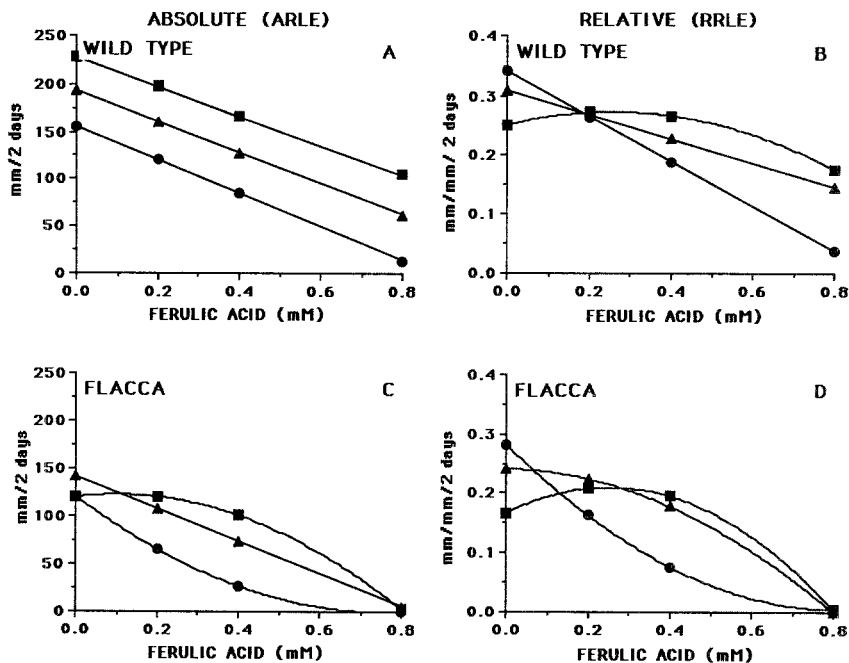 ABSOLUTE (ARLE)
RELATIVE (RRLE)
WILD TYPE
A
mm/2 days
250
200
150
100
50
0
0.0 0.2 0.4 0.6 0.8
FERULIC ACID (mM)
WILD TYPE
B
mm/mm/ 2 days
0.4
0.3
0.2
0.1
0.0
0.0 0.2 0.4 0.6 0.8
FERULIC ACID (mM)
FLACCA
C
mm/2 days
250
200
150
100
50
0
0.0 0.2 0.4 0.6 0.8
FERULIC ACID (mM)
FLACCA
D
mm/mm/2 days
0.4
0.3
0.2
0.1
0.0
0.0 0.2 0.4 0.6 0.8
FERULIC ACID (mM)